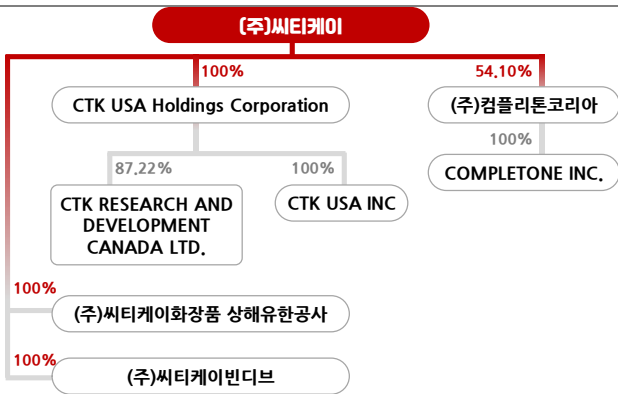 (주)씨티케이
100%
54.10%
CTK USA Holdings Corporation
(주)컴플리톤코리아
100%
87.22%
100%
COMPLETONE INC.
CTK RESEARCH AND
DEVELOPMENT
CANADA LTD.
CTK USA INC
100%
(주)씨티케이화장품 상해유한공사
100%
(주)씨티케이빈디브